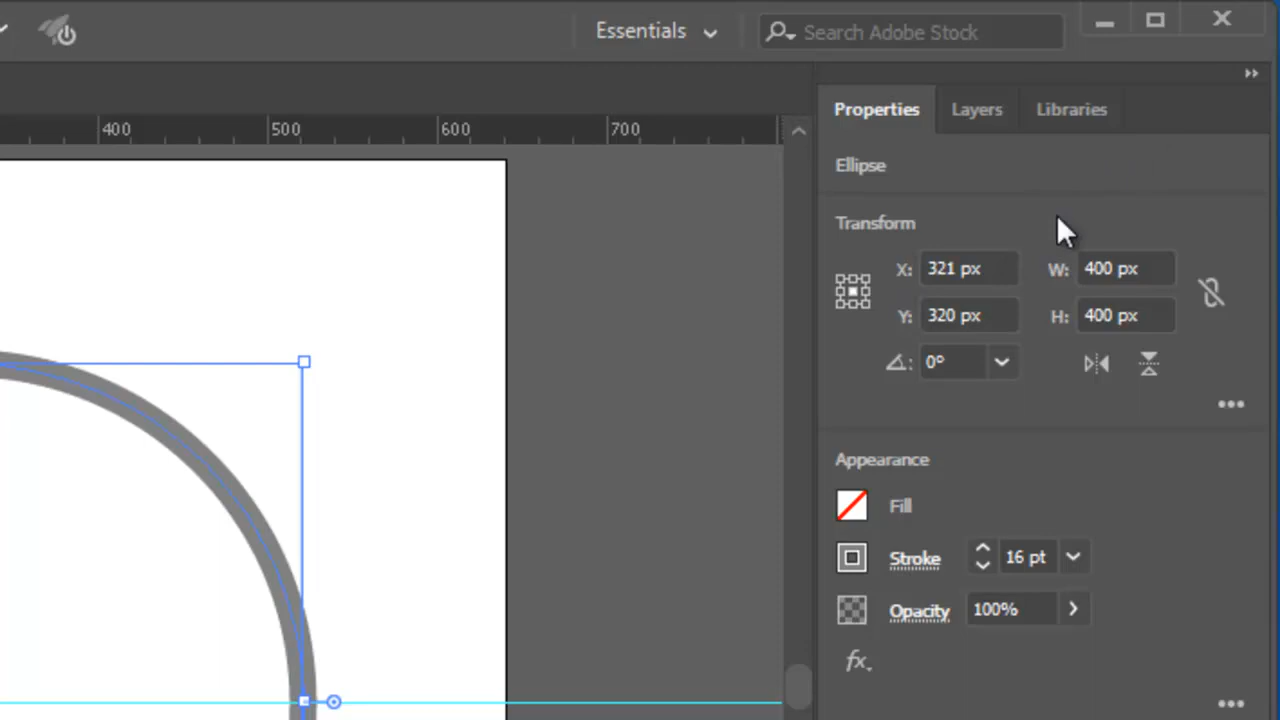 Essentials
Search Adobe Stock
Properties Layers Libraries
400 500 600 700
Ellipse
Transform
X: 321 px W: 400 px
Y: 320 px H: 400 px
0°
Appearance
Fill
Stroke 16 pt
Opacity 100%
fx.